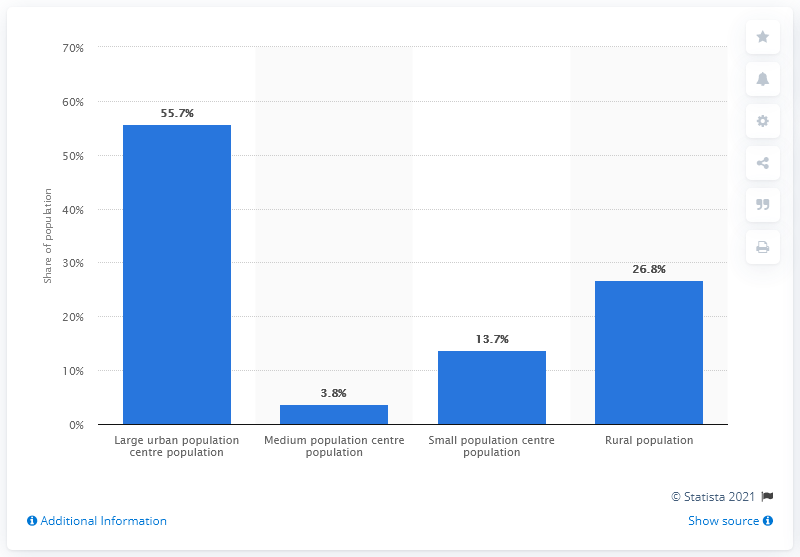 70%
60%
50%
40%
30%
20%
10%
0%
Share of population
55.7%
3.8%
13.7%
26.8%
Large urban population
centre population
Medium population centre
population
Small population centre
population
Rural population
© Statista 2021
Additional Information
Show source